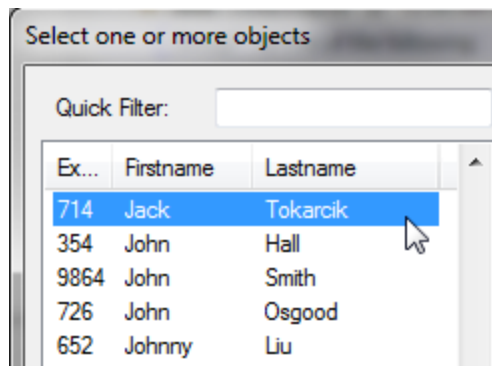 Select one or more objects
Quick Filter:
Ex... Firstname Lastname
714 Jack Tokarcik
354 John Hall
9864 John Smith
726 John Osgood
652 Johnny Liu